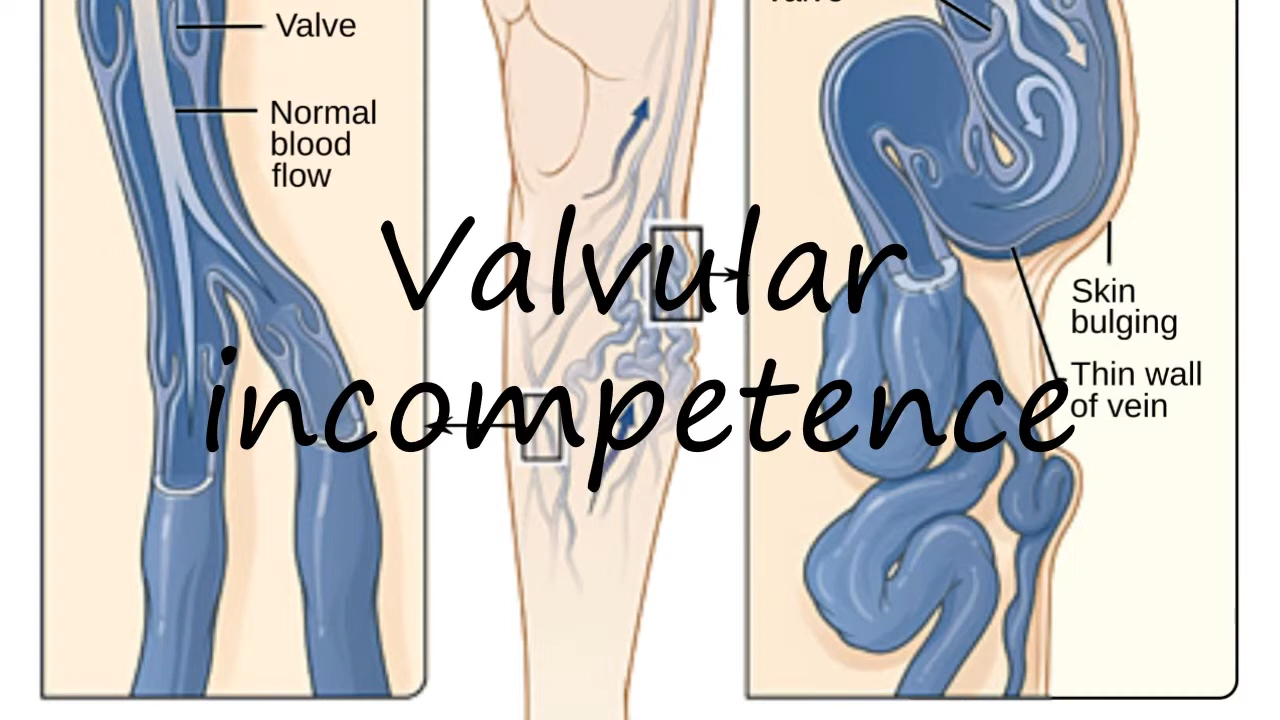 Valve
Normal
blood
flow
Valvular
incompetence
Skin
bulging
Thin wall
of vein